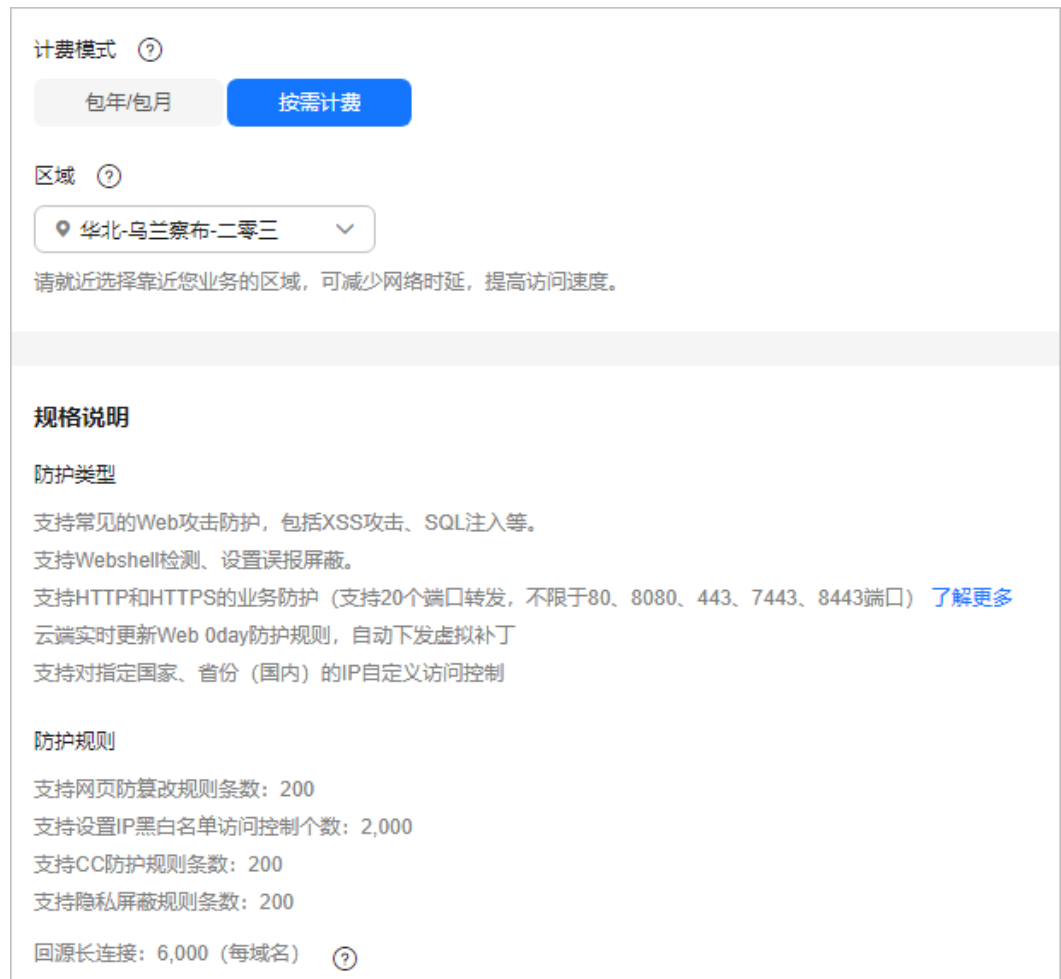 计费模式
包年/包月 按需计费
区域
华北-乌兰察布-二零三
请就近选择靠近您业务的区域，可减少网络时延，提高访问速度。
规格说明
防护类型
支持常见的Web攻击防护，包括XSS攻击、SQL注入等。
支持Webshell检测、设置误报屏蔽。
支持HTTP和HTTPS的业务防护（支持20个端口转发，不限于80、8080、443、7443、8443端口） 了解更多
云端实时更新Web 0day防护规则，自动下发虚拟补丁
支持对指定国家、省份（国内）的IP自定义访问控制
防护规则
支持网页防篡改规则条数：200
支持设置IP黑白名单访问控制个数：2,000
支持CC防护规则条数：200
支持隐私屏蔽规则条数：200
回源长连接：6,000（每域名）